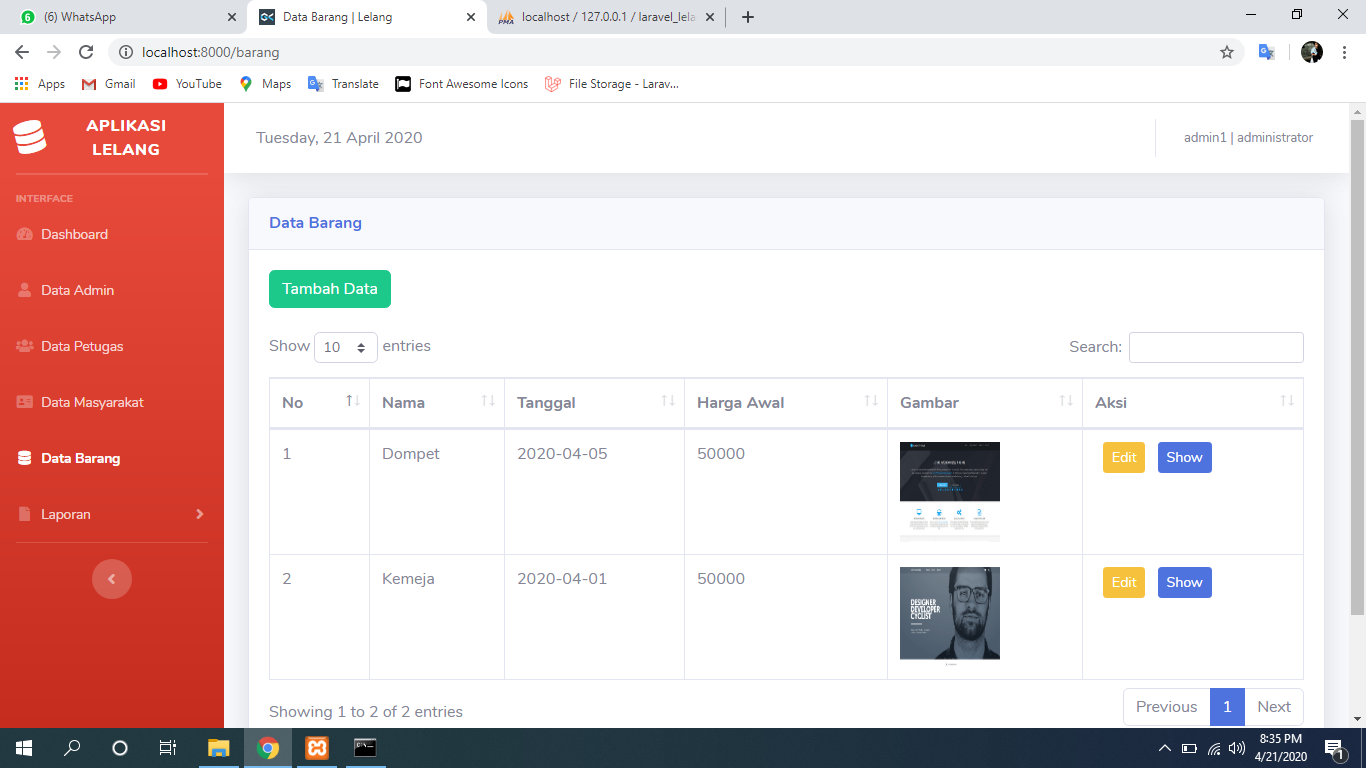 (6) WhatsApp
Data Barang | Lelang
localhost / 127.0.0.1 / laravel_lela
localhost:8000/barang
Apps
Gmail
YouTube
Maps
Translate
Font Awesome Icons
File Storage - Larav...
APLIKASI
LELANG
Tuesday, 21 April 2020
admin1 | administrator
INTERFACE
Dashboard
Data Admin
Data Petugas
Data Masyarakat
Data Barang
Laporan
Data Barang
Tambah Data
Show 10 entries
Search:
No Nama Tanggal Harga Awal Gambar Aksi
1 Dompet 2020-04-05 50000 Edit Show
2 Kemeja 2020-04-01 50000 Edit Show
DESIGNER
DEVELOPER
CYCLIST
Showing 1 to 2 of 2 entries
Previous 1 Next
8:35 PM
4/21/2020
1